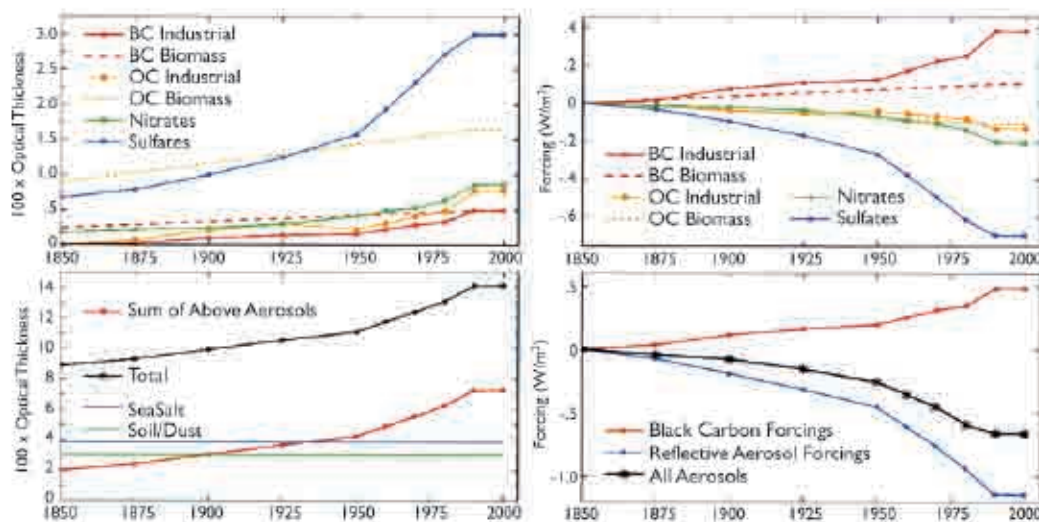 100 x Optical Thickness
3.0
2.5
2.0
1.5
1.0
.5
0
BC Industrial
BC Biomass
OC Industrial
OC Biomass
Nitrates
Sulfates
1850 1875 1900 1925 1950 1975 2000
Forcing (W/m²)
.4
.2
0
-.2
-.4
-.6
BC Industrial
BC Biomass
OC Industrial
OC Biomass
Nitrates
Sulfates
1850 1875 1900 1925 1950 1975 2000
100 x Optical Thickness
14
12
10
8
6
4
2
0
Sum of Above Aerosols
Total
SeaSalt
Soil/Dust
1850 1875 1900 1925 1950 1975 2000
Forcing (W/m²)
.5
0
-.5
-1.0
Black Carbon Forcings
Reflective Aerosol Forcings
All Aerosols
1850 1875 1900 1925 1950 1975 2000